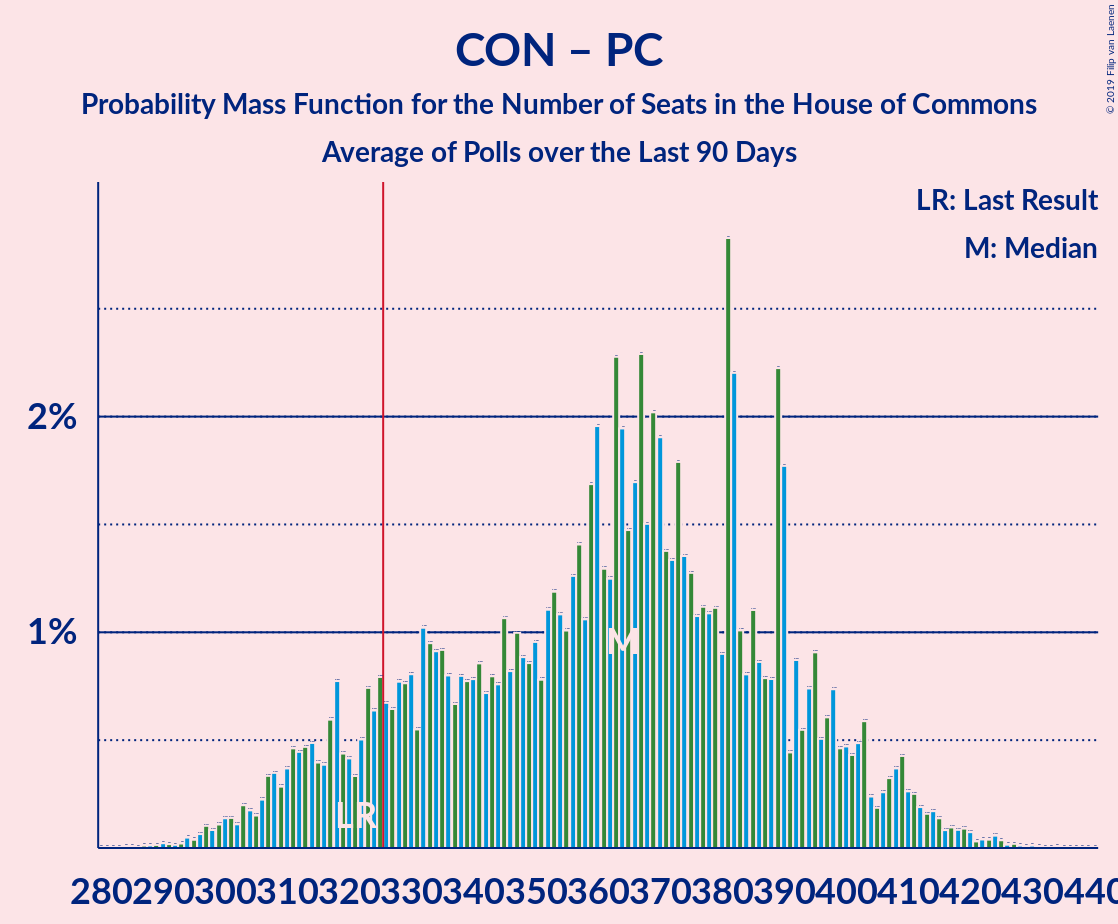 CON – PC
Probability Mass Function for the Number of Seats in the House of Commons
Average of Polls over the Last 90 Days
© 2019 Filip van Laenen
LR: Last Result
M: Median
2%
1%
M
LR
280 290 300 310 320 330 340 350 360 370 380 390 400 410 420 430 440